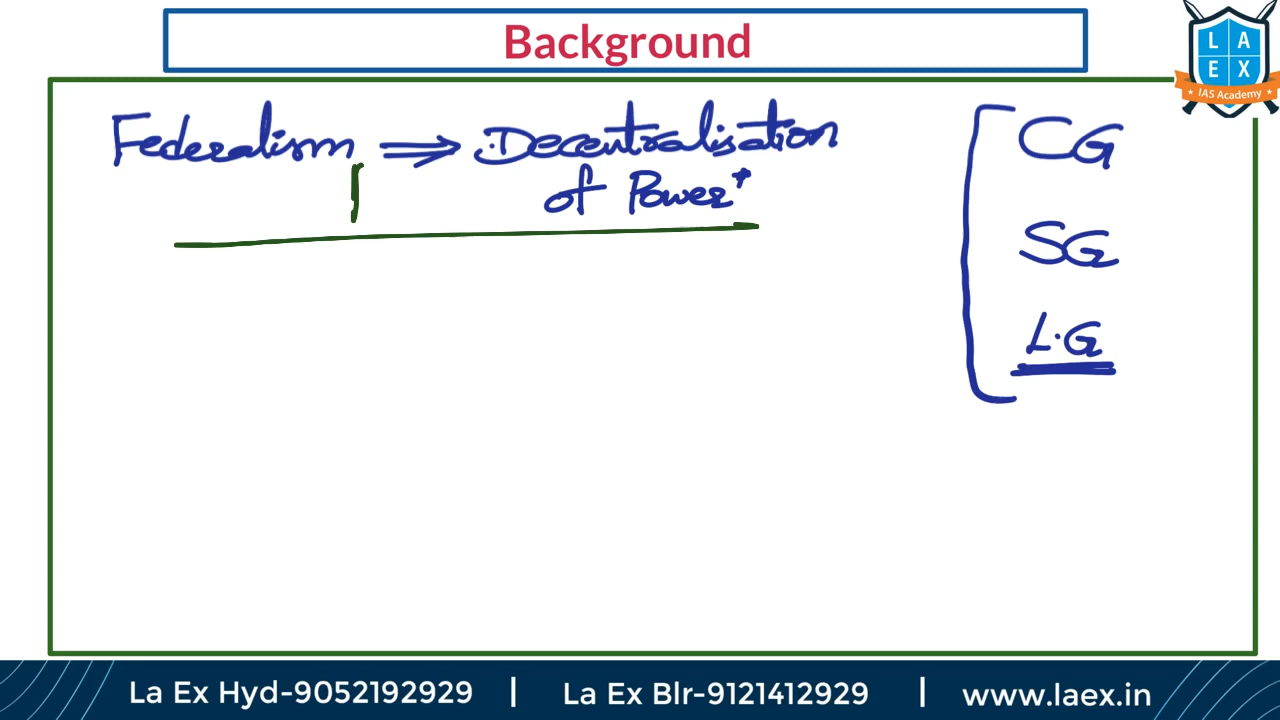 Background
L A
E X
IAS Academy
Federalism ⇒ Decentralisation
of Power*
CG
SG
L.G
La Ex Hyd-9052192929 | La Ex Blr-9121412929 | www.laex.in